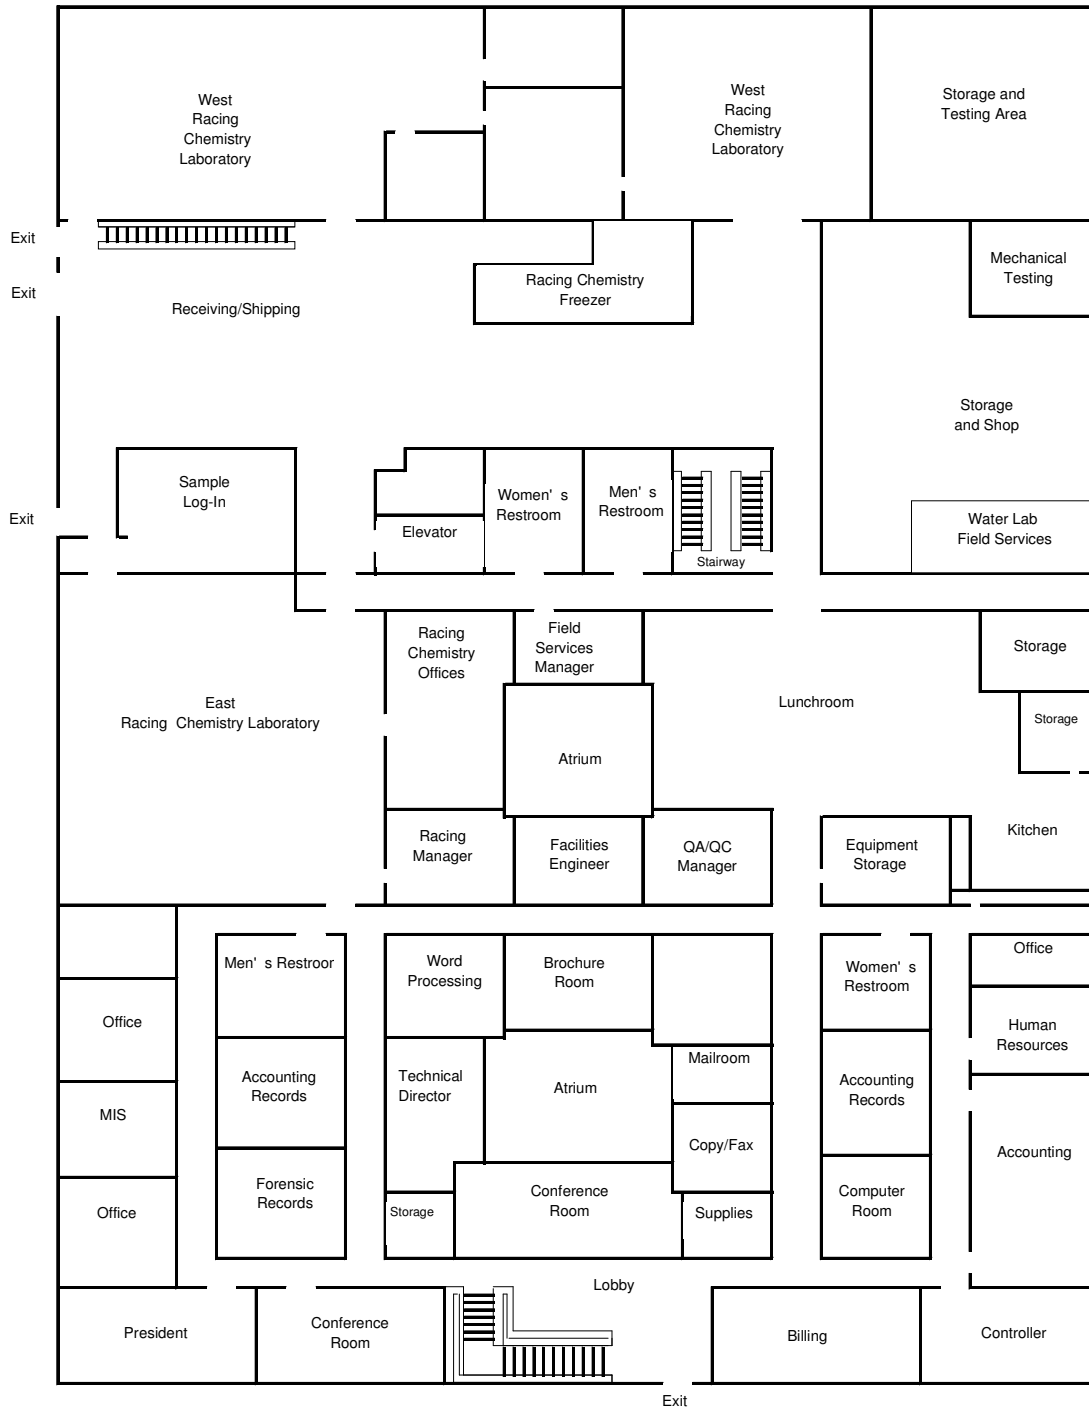 West
Racing
Chemistry
Laboratory
West
Racing
Chemistry
Laboratory
Storage and
Testing Area
Exit
Exit
Receiving/Shipping
Racing Chemistry
Freezer
Mechanical
Testing
Storage
and Shop
Sample
Log-In
Exit
Elevator
Women' s
Restroom
Men' s
Restroom
Stairway
Water Lab
Field Services
Racing
Chemistry
Offices
Field
Services
Manager
Storage
East
Racing Chemistry Laboratory
Lunchroom
Storage
Atrium
Racing
Manager
Facilities
Engineer
QA/QC
Manager
Equipment
Storage
Kitchen
Men' s Restroor
Word
Processing
Brochure
Room
Women' s
Restroom
Office
Office
Human
Resources
Accounting
Records
Technical
Director
Atrium
Mailroom
Accounting
Records
MIS
Copy/Fax
Accounting
Forensic
Records
Office
Storage
Conference
Room
Supplies
Computer
Room
Lobby
President
Conference
Room
Billing
Controller
Exit